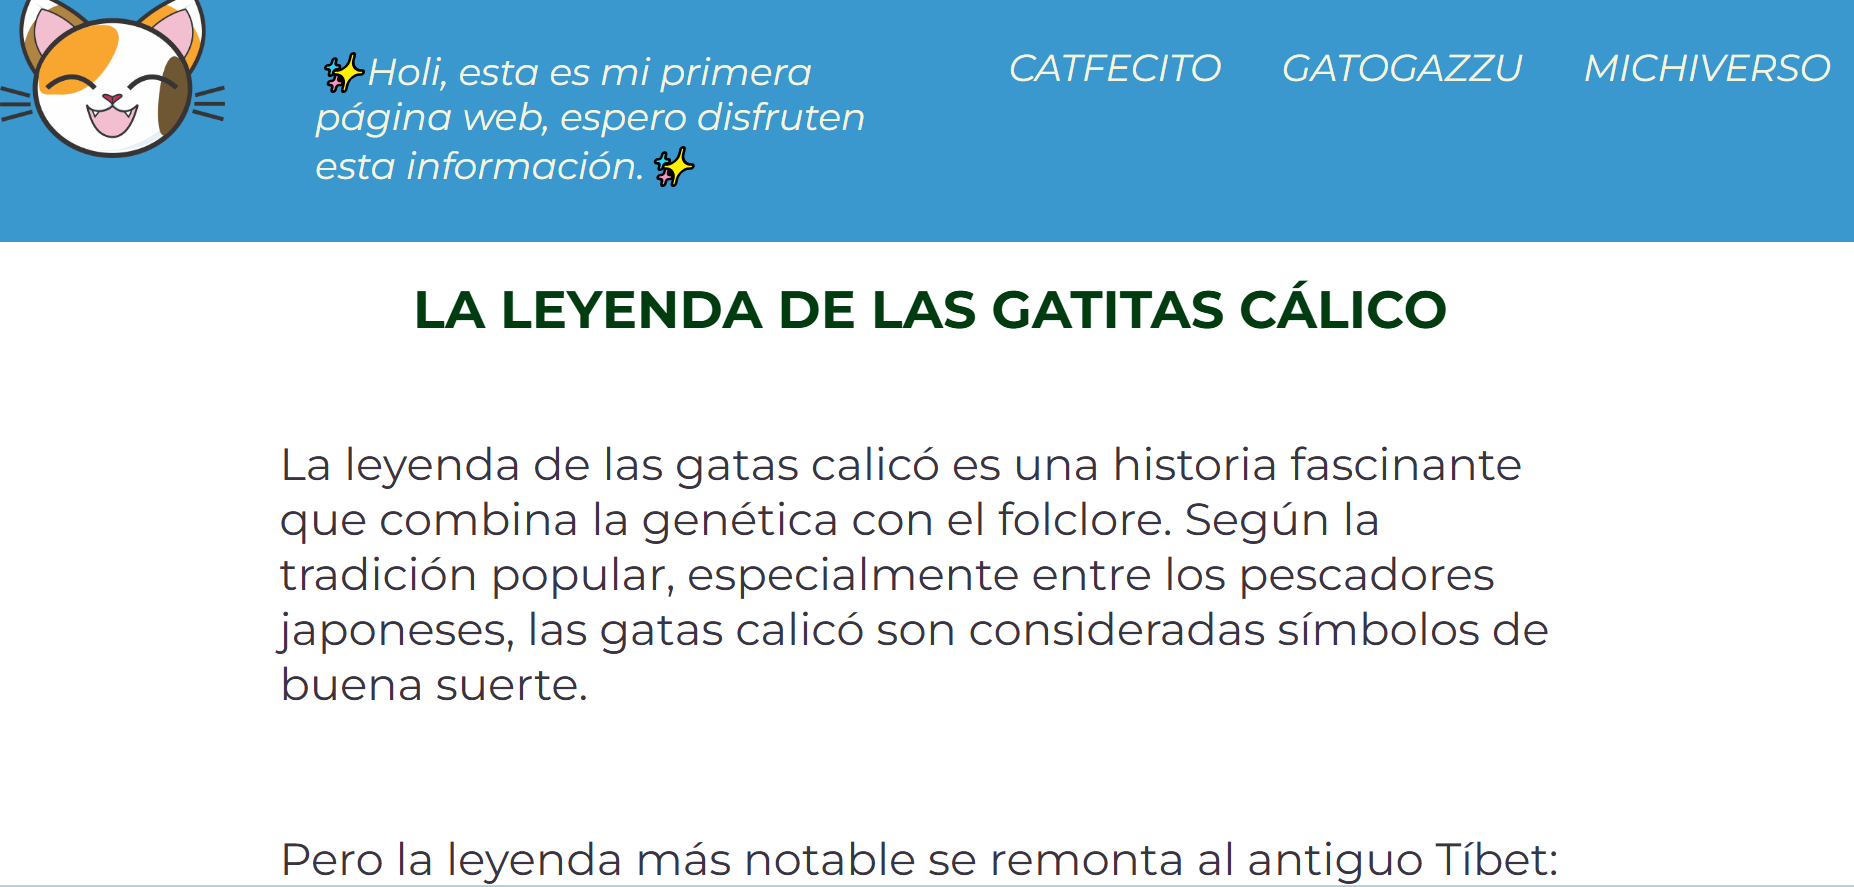 ✨Holi, esta es mi primera
página web, espero disfruten
esta información. ✨
CATFECITO GATOGAZZU MICHIVERSO
LA LEYENDA DE LAS GATITAS CÁLICO
La leyenda de las gatas calicó es una historia fascinante
que combina la genética con el folclore. Según la
tradición popular, especialmente entre los pescadores
japoneses, las gatas calicó son consideradas símbolos de
buena suerte.
Pero la leyenda más notable se remonta al antiguo Tíbet: